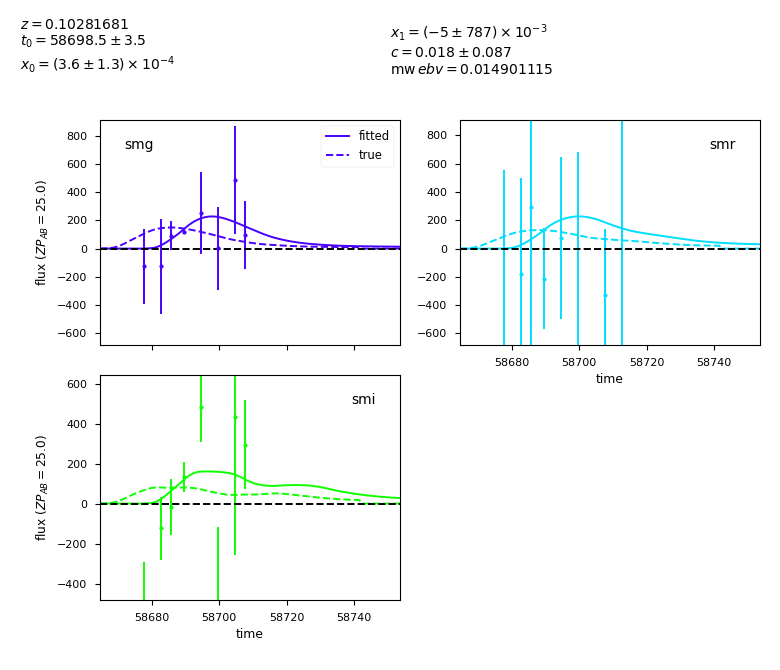 z = 0.10281681
t₀ = 58698.5 ± 3.5
x₀ = (3.6 ± 1.3) × 10⁻⁴
x₁ = (−5 ± 787) × 10⁻³
c = 0.018 ± 0.087
mw ebv = 0.014901115
smg
fitted
true
800
600
400
200
0
−200
−400
−600
flux (ZP_AB = 25.0)
smr
800
600
400
200
0
−200
−400
−600
58680 58700 58720 58740
time
smi
600
400
200
0
−200
−400
flux (ZP_AB = 25.0)
58680 58700 58720 58740
time